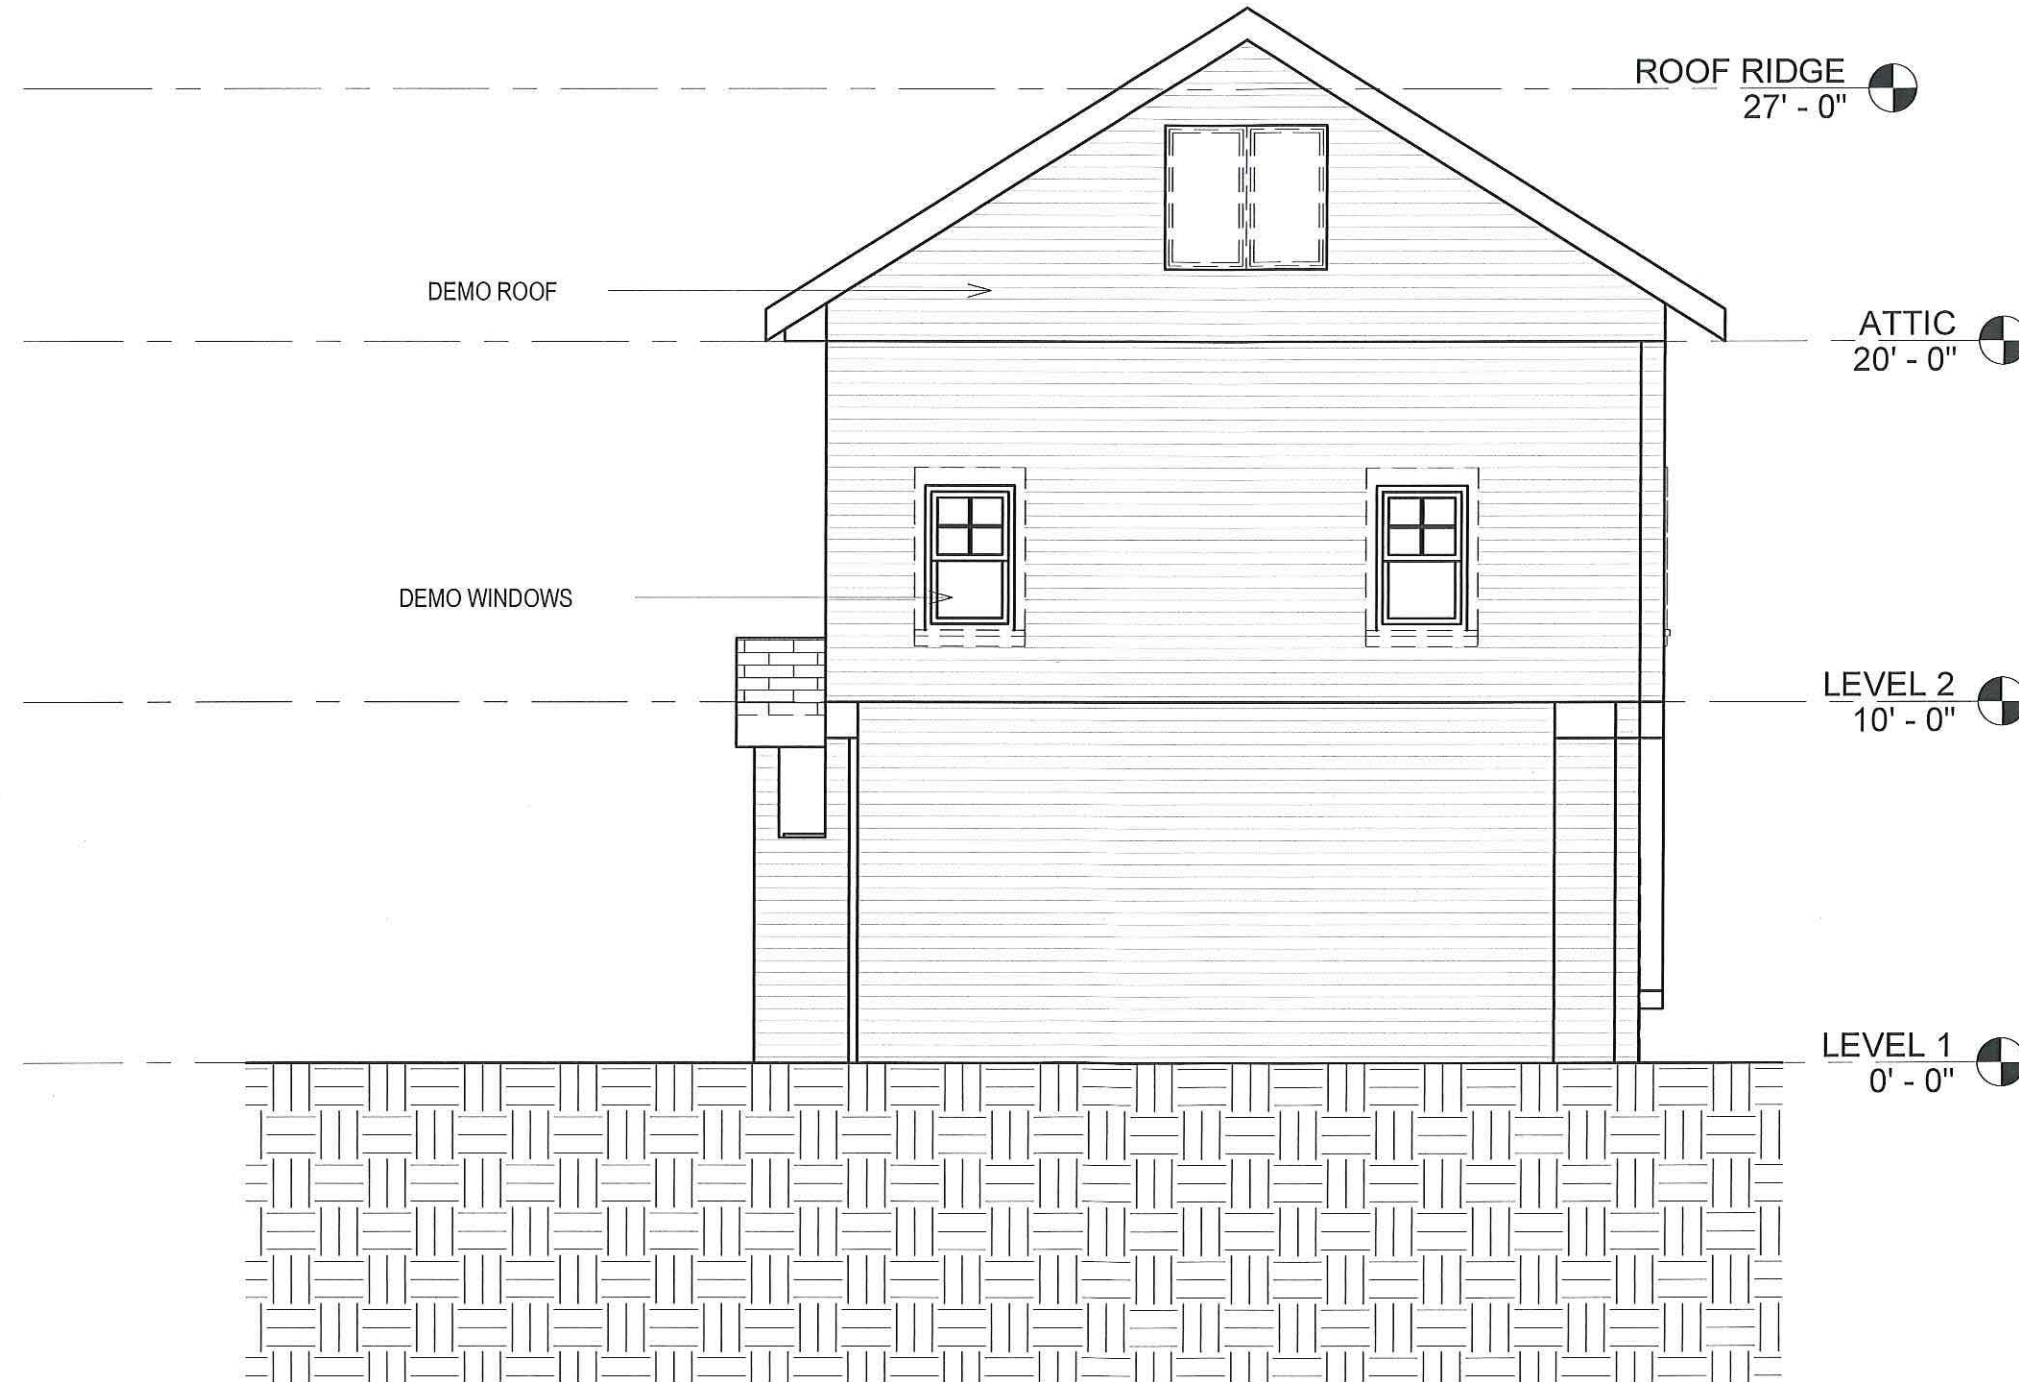 ROOF RIDGE
27' - 0"
DEMO ROOF
ATTIC
20' - 0"
DEMO WINDOWS
LEVEL 2
10' - 0"
LEVEL 1
0' - 0"